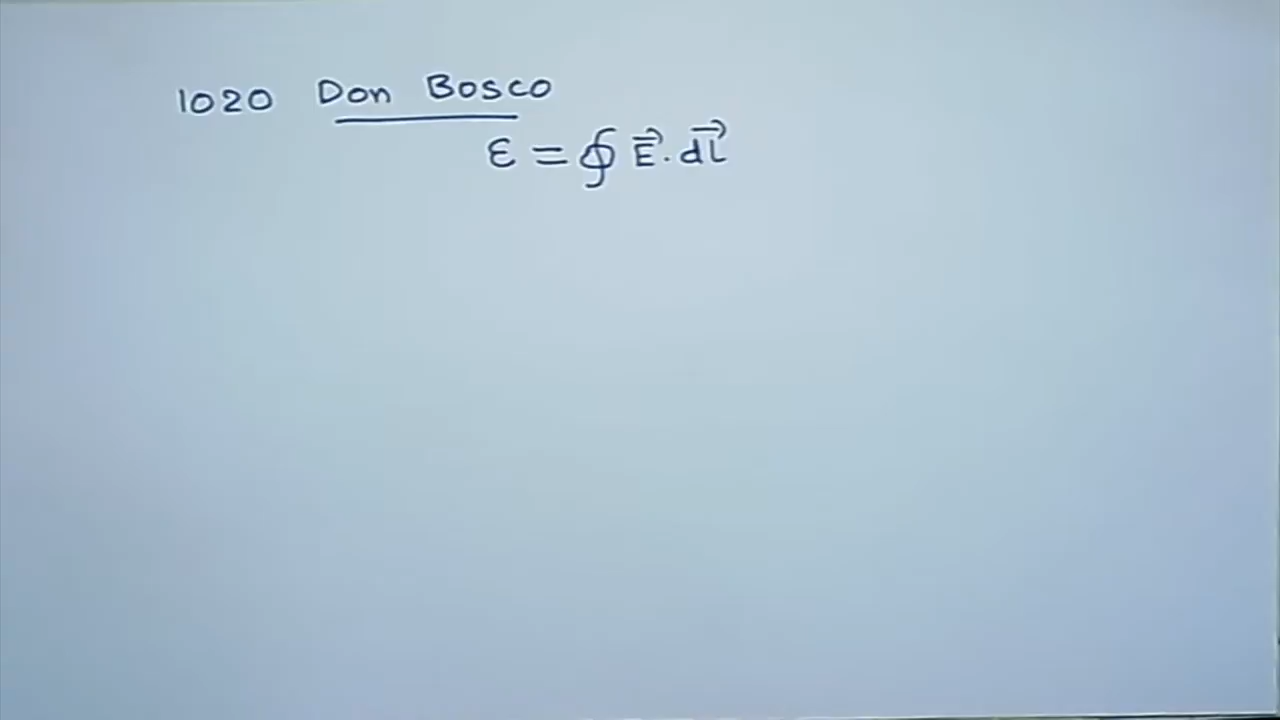 1020 Don Bosco
ε = ∮ E⃗. dl⃗